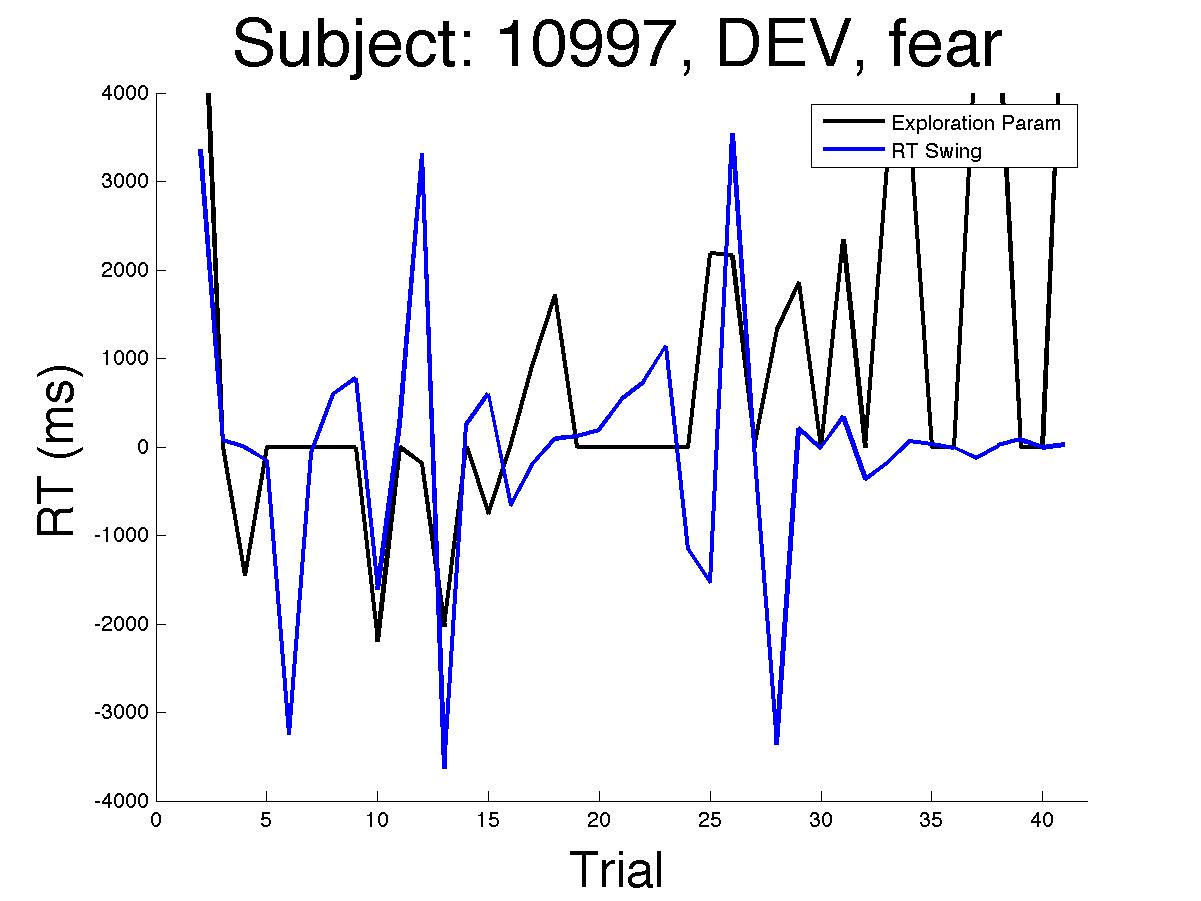 Subject: 10997, DEV, fear
4000
3000
2000
1000
0
-1000
-2000
-3000
-4000
RT (ms)
Exploration Param
RT Swing
0 5 10 15 20 25 30 35 40
Trial